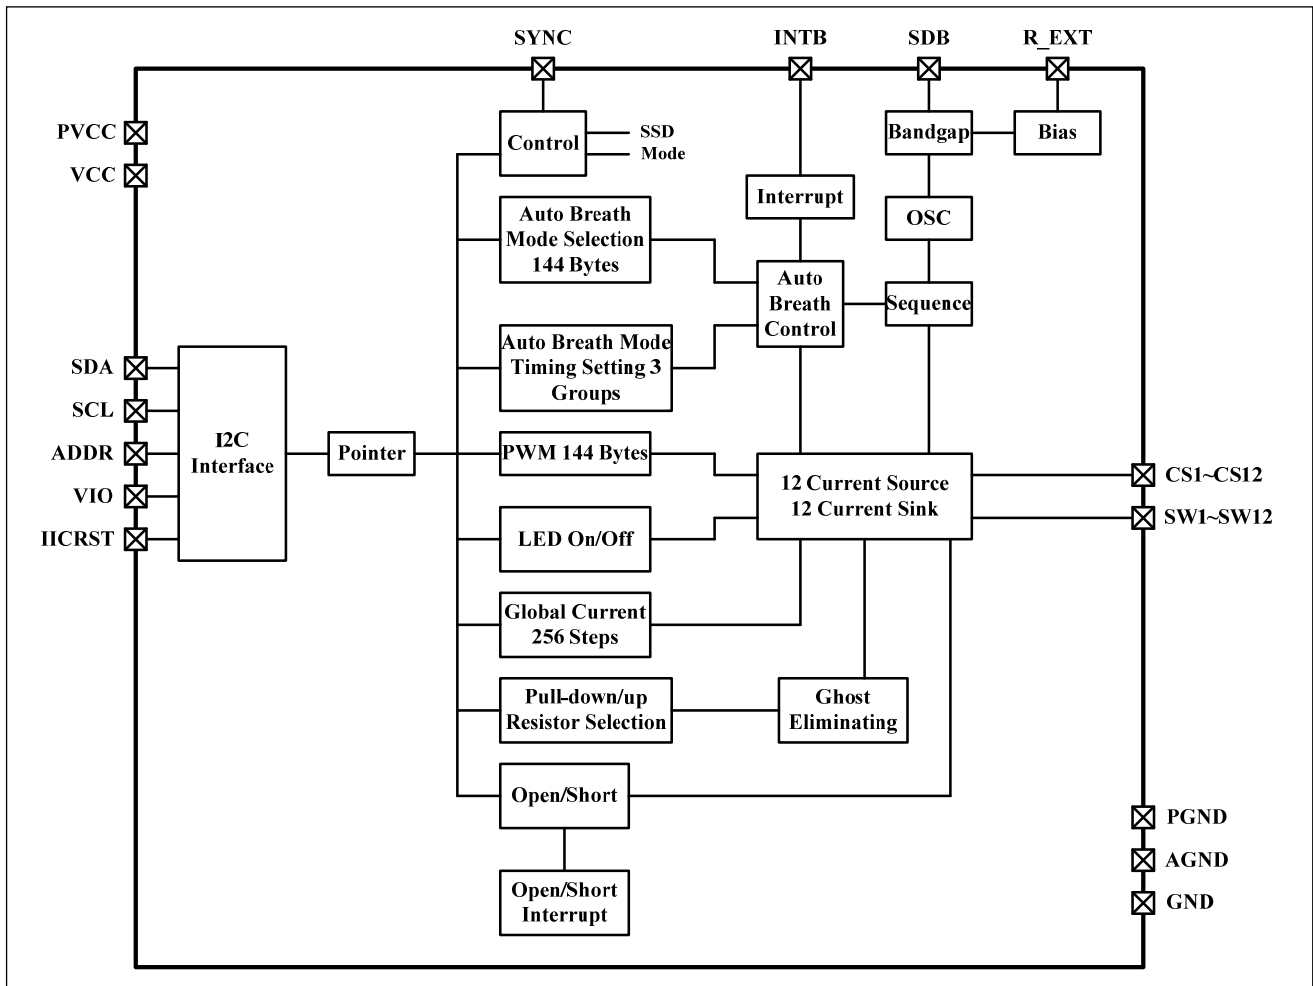 SYNC
INTB
SDB
R_EXT
PVCC
VCC
Control
SSD
Mode
Bandgap
Bias
Interrupt
OSC
Auto Breath
Mode Selection
144 Bytes
Auto
Breath
Control
Sequence
Auto Breath Mode
Timing Setting 3
Groups
SDA
SCL
ADDR
VIO
IICRST
I2C
Interface
Pointer
PWM 144 Bytes
12 Current Source
12 Current Sink
CS1~CS12
SW1~SW12
LED On/Off
Global Current
256 Steps
Pull-down/up
Resistor Selection
Ghost
Eliminating
Open/Short
Open/Short
Interrupt
PGND
AGND
GND